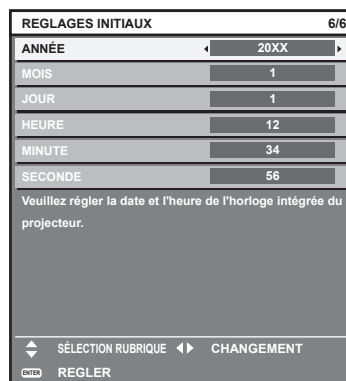 REGLAGES INITIAUX 6/6
ANNÉE 20XX
MOIS 1
JOUR 1
HEURE 12
MINUTE 34
SECONDE 56
Veuillez régler la date et l'heure de l'horloge intégrée du
projecteur.
SÉLECTION RUBRIQUE CHANGEMENT
ENTER REGLER